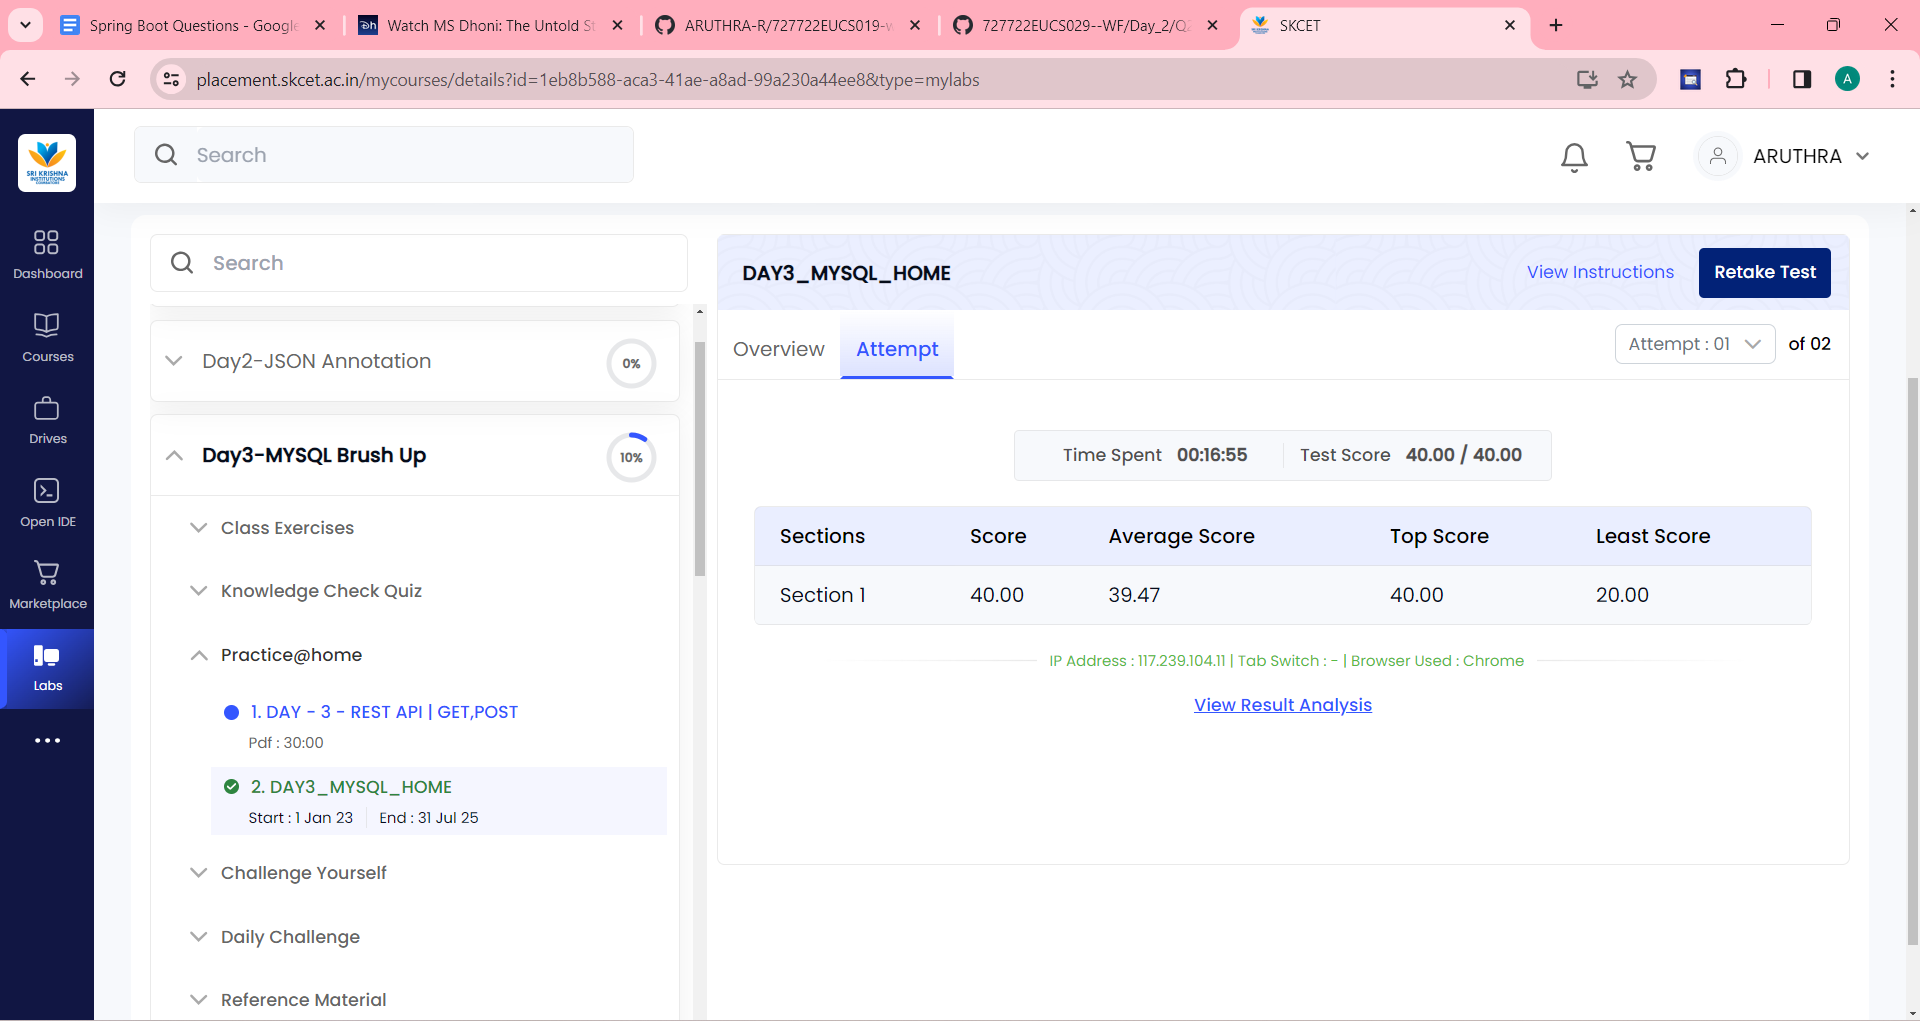 Spring Boot Questions - Google
Watch MS Dhoni: The Untold St
ARUTHRA-R/727722EUCS019-w
727722EUCS029--WF/Day_2/Q2
SKCET
placement.skcet.ac.in/mycourses/details?id=1eb8b588-aca3-41ae-a8ad-99a230a44ee88&type=mylabs
A
SRI KRISHNA
INSTITUTIONS
Search
ARUTHRA
Dashboard
Courses
Drives
Open IDE
Marketplace
Labs
Search
Day2-JSON Annotation
0%
Day3-MYSQL Brush Up
10%
Class Exercises
Knowledge Check Quiz
Practice@home
1. DAY - 3 - REST API | GET,POST
Pdf : 30:00
2. DAY3_MYSQL_HOME
Start : 1 Jan 23 End : 31 Jul 25
Challenge Yourself
Daily Challenge
Reference Material
DAY3_MYSQL_HOME
View Instructions
Retake Test
Overview
Attempt
Attempt : 01 of 02
Time Spent 00:16:55 Test Score 40.00 / 40.00
Sections Score Average Score Top Score Least Score
Section 1 40.00 39.47 40.00 20.00
IP Address : 117.239.104.11 | Tab Switch : - | Browser Used : Chrome
View Result Analysis